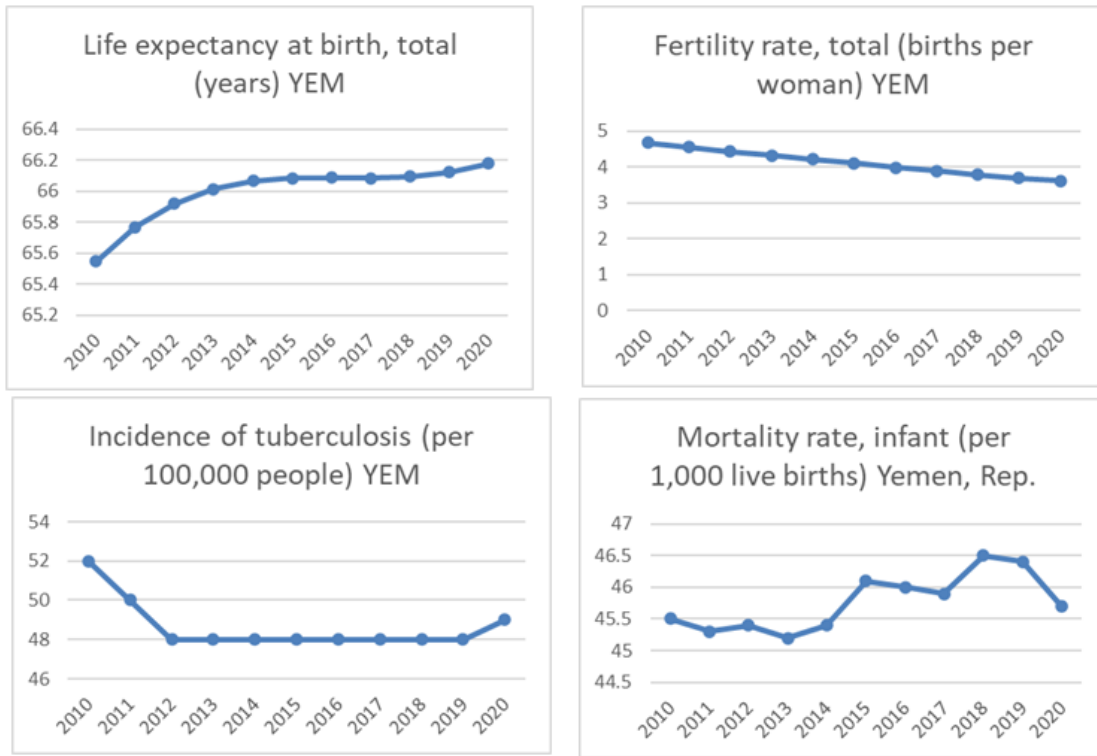 Life expectancy at birth, total
(years) YEM
66.4
66.2
66
65.8
65.6
65.4
65.2
2010 2011 2012 2013 2014 2015 2016 2017 2018 2019 2020
Fertility rate, total (births per
woman) YEM
5
4
3
2
1
0
2010 2011 2012 2013 2014 2015 2016 2017 2018 2019 2020
Incidence of tuberculosis (per
100,000 people) YEM
54
52
50
48
46
2010 2011 2012 2013 2014 2015 2016 2017 2018 2019 2020
Mortality rate, infant (per
1,000 live births) Yemen, Rep.
47
46.5
46
45.5
45
44.5
2010 2011 2012 2013 2014 2015 2016 2017 2018 2019 2020